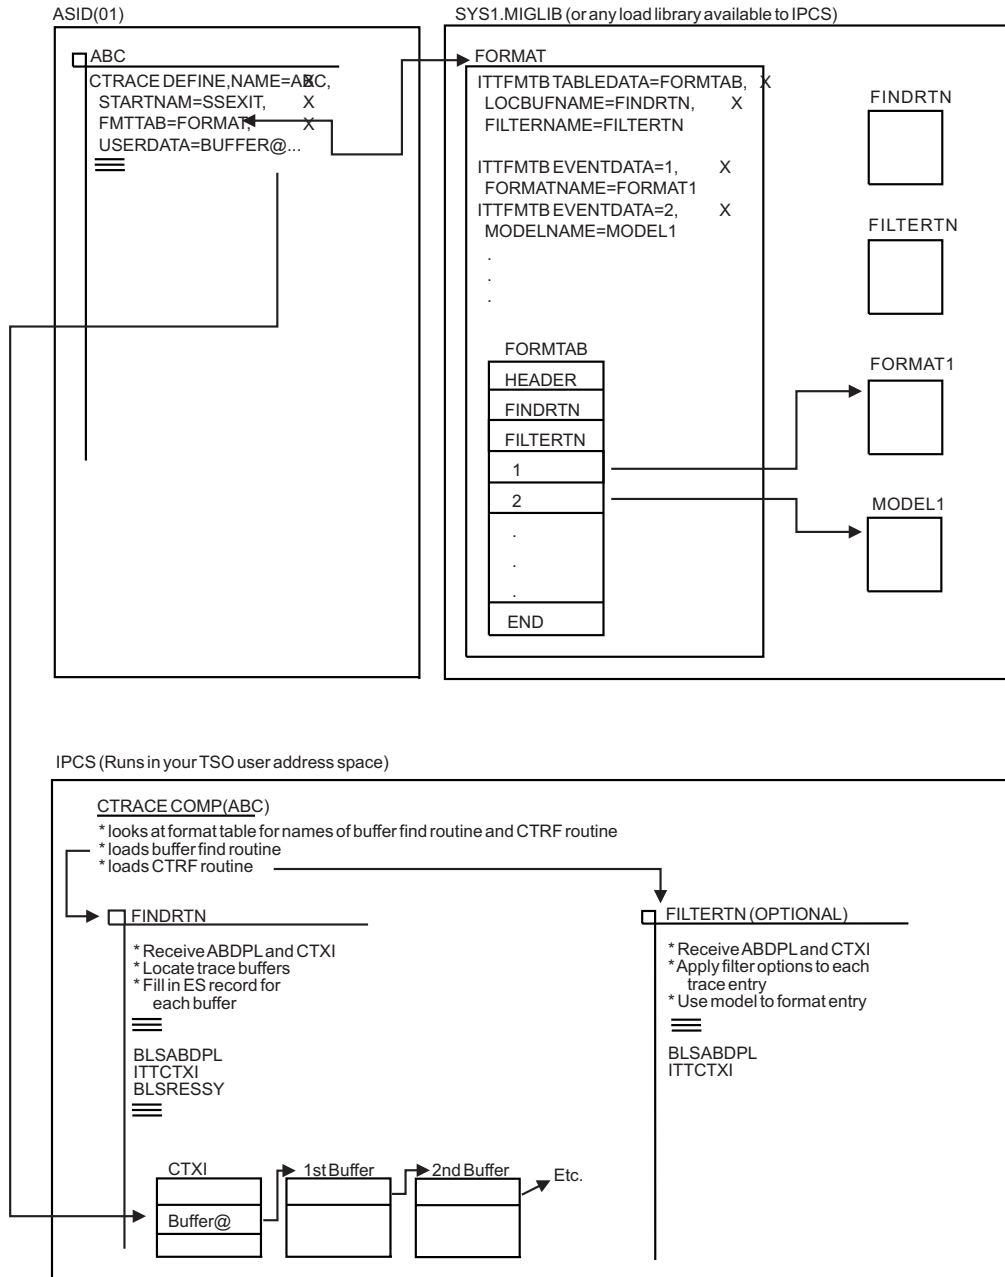 ASID(01)
ABC
CTRACE DEFINE,NAME=ABC, X
STARTNAM=SSEXIT, X
FMTTAB=FORMAT, X
USERDATA=BUFFER@...
SYS1.MIGLIB (or any load library available to IPCS)
FORMAT
ITTFMTB TABLEDATA=FORMTAB, X
LOCBUFNAME=FINDRTN, X
FILTERNAME=FILTERTN
ITTFMTB EVENTDATA=1, X
FORMATNAME=FORMAT1
ITTFMTB EVENTDATA=2, X
MODELNAME=MODEL1
.
.
.
FORMTAB
HEADER
FINDRTN
FILTERTN
1
2
.
.
.
END
FINDRTN
FILTERTN
FORMAT1
MODEL1
IPCS (Runs in your TSO user address space)
CTRACE COMP(ABC)
* looks at format table for names of buffer find routine and CTRF routine
* loads buffer find routine
* loads CTRF routine
FINDRTN
* Receive ABDPL and CTXI
* Locate trace buffers
* Fill in ES record for
each buffer
BLSABDPL
ITTCTXI
BLSRESSY
FILTERTN (OPTIONAL)
* Receive ABDPL and CTXI
* Apply filter options to each
trace entry
* Use model to format entry
BLSABDPL
ITTCTXI
CTXI
Buffer@
1st Buffer
2nd Buffer
Etc.